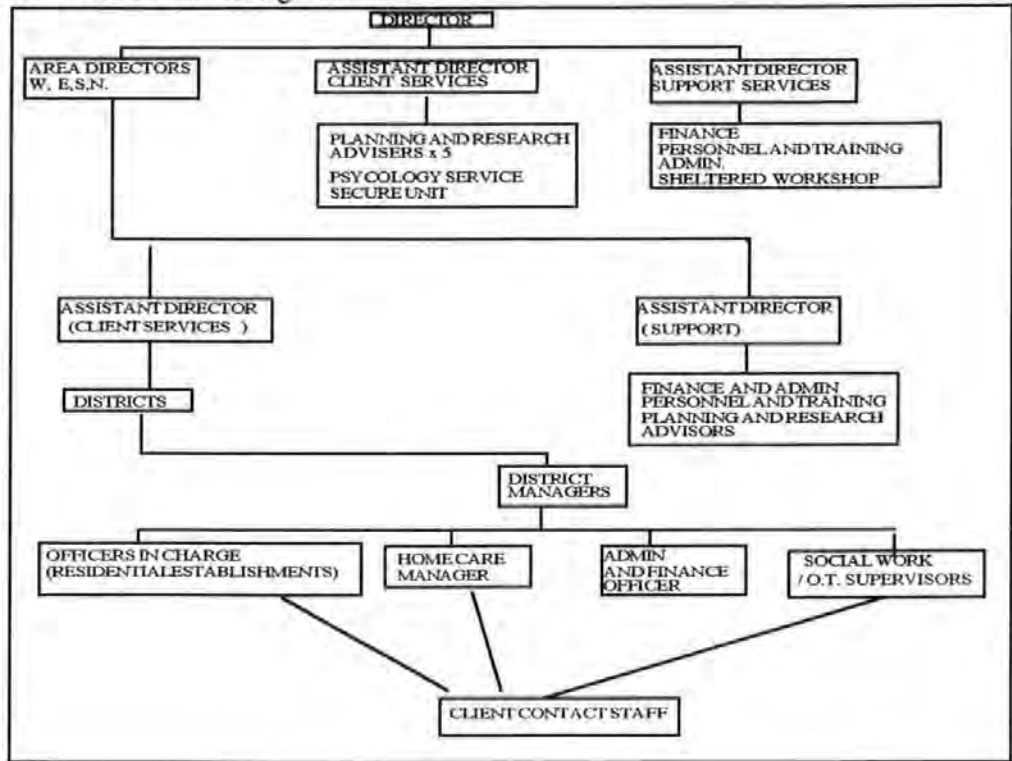 DIRECTOR
AREA DIRECTORS
W, E,S,N.
ASSISTANT DIRECTOR
CLIENT SERVICES
ASSISTANT DIRECTOR
SUPPORT SERVICES
PLANNING AND RESEARCH
ADVISERS x 5
PSYCOLOGY SERVICE
SECURE UNIT
FINANCE
PERSONNEL AND TRAINING
ADMIN.
SHELTERED WORKSHOP
ASSISTANT DIRECTOR
(CLIENT SERVICES )
ASSISTANT DIRECTOR
(SUPPORT)
DISTRICTS
FINANCE AND ADMIN
PERSONNEL AND TRAINING
PLANNING AND RESEARCH
ADVISORS
DISTRICT
MANAGERS
OFFICERS IN CHARGE
(RESIDENTIAL ESTABLISHMENTS)
HOME CARE
MANAGER
ADMIN
AND FINANCE
OFFICER
SOCIAL WORK
/ O.T. SUPERVISORS
CLIENT CONTACT STAFF